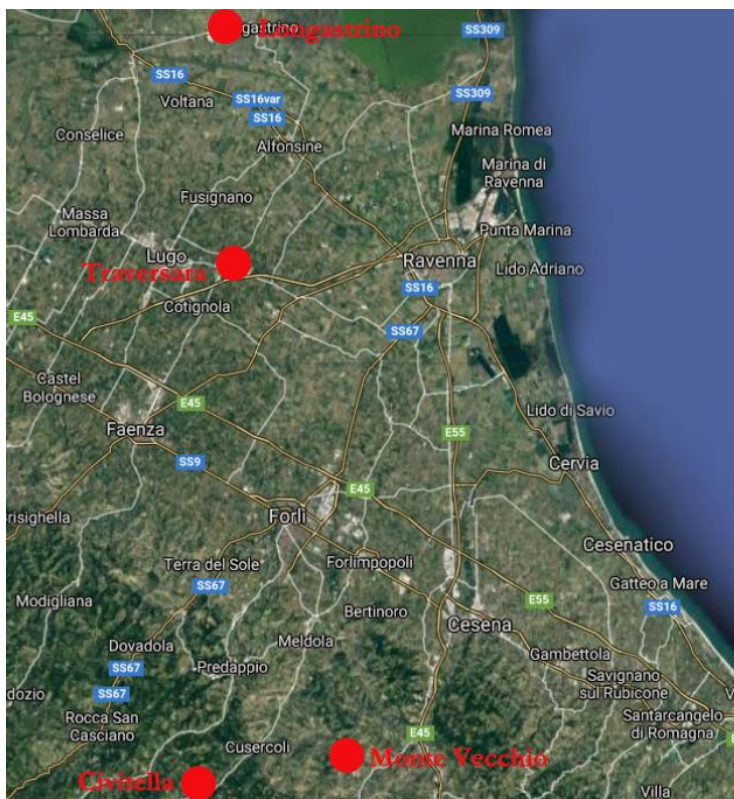 Longastrino
gastrino
SS309
SS16
Voltana
SS16var
SS309
SS16
Conselice
Alfonsine
Marina Romea
Marina di
Ravenna
Fusignano
Massa
Lombarda
Punta Marina
Lugo
Traversara
Ravenna
Lido Adriano
SS16
Cotignola
E45
SS67
Castel
Bolognese
E45
Lido di Savio
Faenza
E55
SS9
Cervia
E45
Brisighella
Forlì
Cesenatico
Terra del Sole
Forlimpopoli
SS67
Gatteo a Mare
Modigliana
E55
SS16
Bertinoro
Cesena
Meldola
Dovadola
Gambettola
SS67
Predappio
Savignano
sul Rubicone
dozio
SS67
Rocca San
Casciano
Santarcangelo
di Romagna
E45
Cusercoli
Monte Vecchio
Civitella
Villa